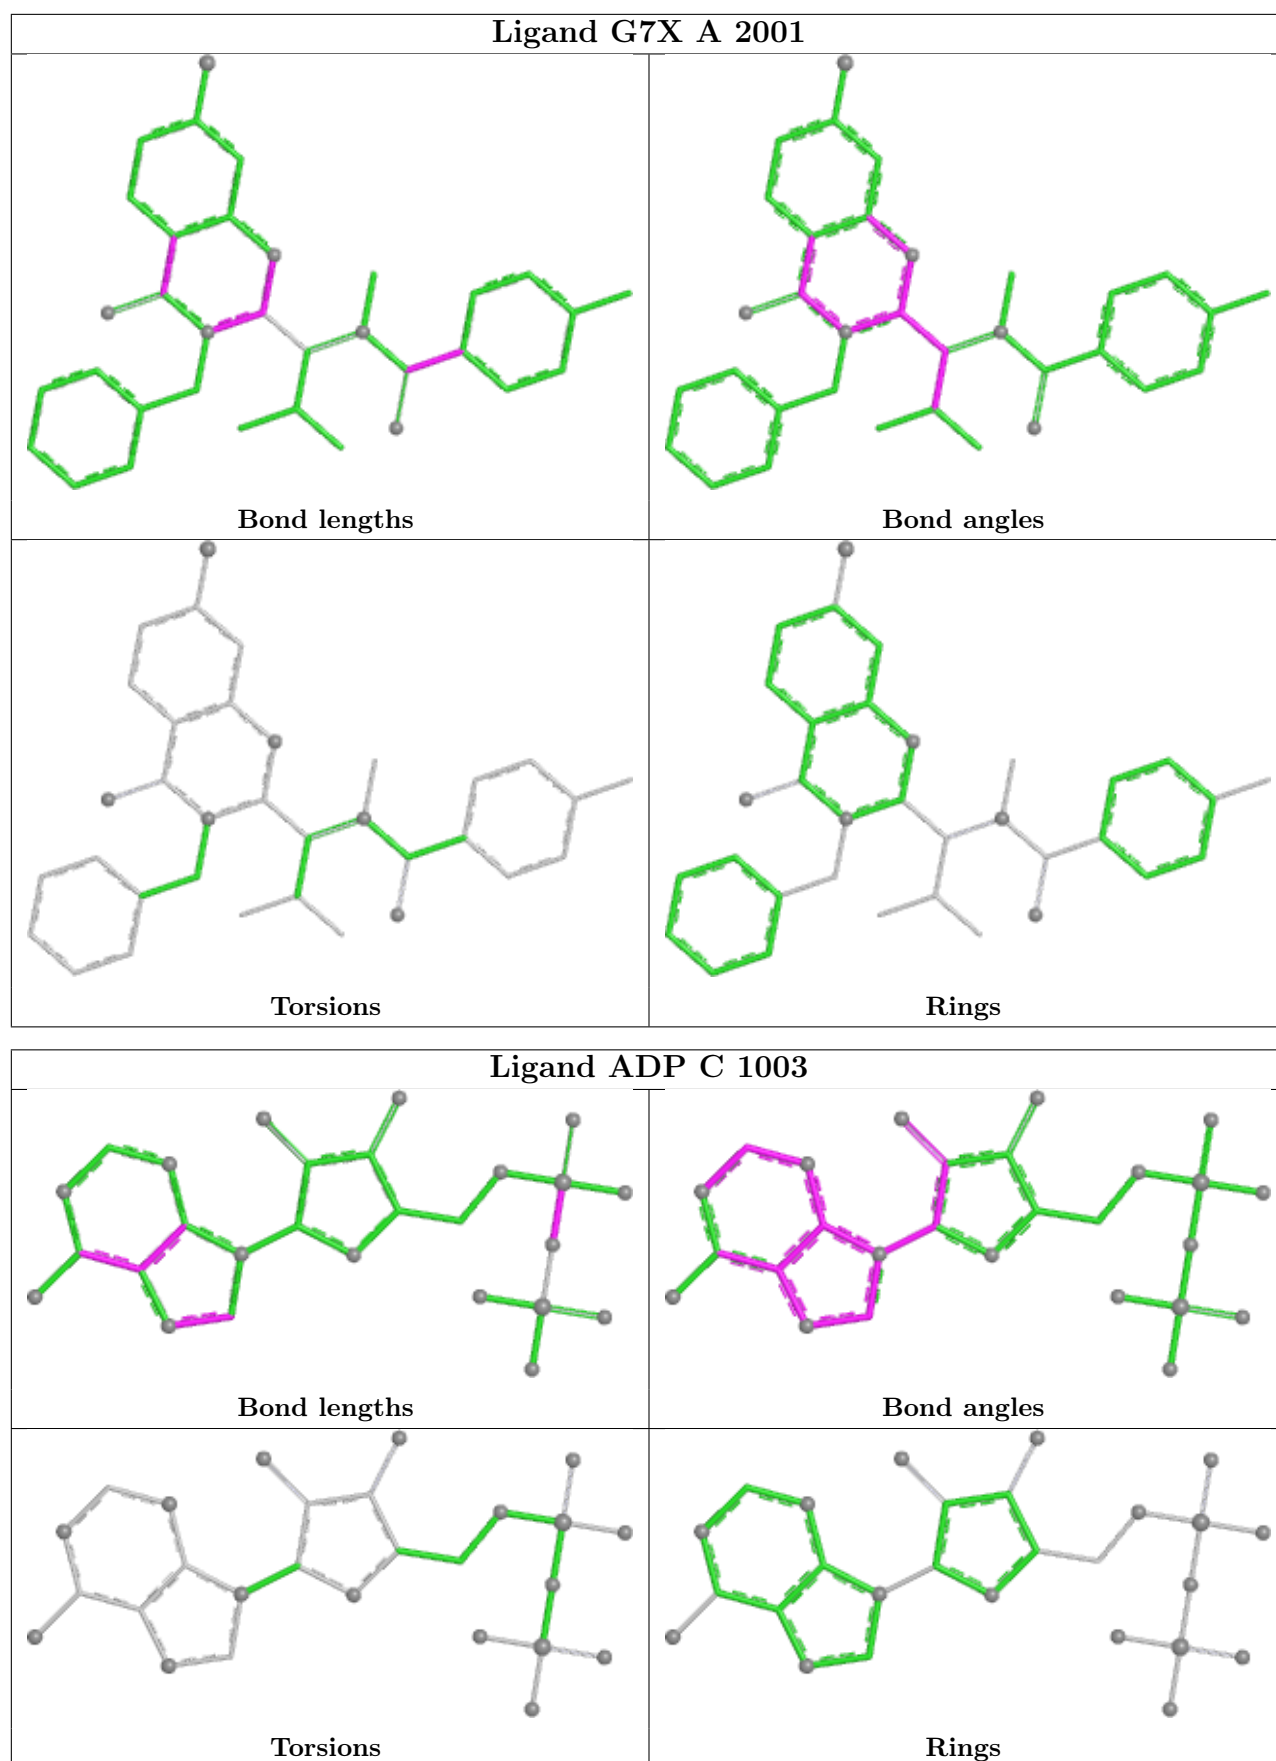 Ligand G7X A 2001
Bond lengths
Bond angles
Torsions
Rings
Ligand ADP C 1003
Bond lengths
Bond angles
Torsions
Rings